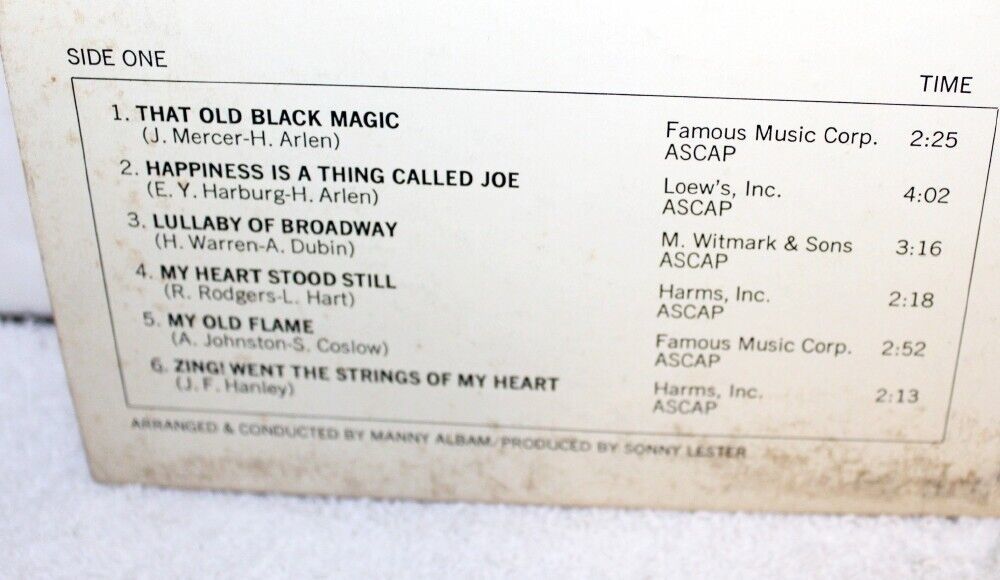 SIDE ONE
TIME
1. THAT OLD BLACK MAGIC
(J. Mercer-H. Arlen)
Famous Music Corp. 2:25
ASCAP
2. HAPPINESS IS A THING CALLED JOE
(E. Y. Harburg-H. Arlen)
Loew's, Inc. 4:02
ASCAP
3. LULLABY OF BROADWAY
(H. Warren-A. Dubin)
M. Witmark & Sons 3:16
ASCAP
4. MY HEART STOOD STILL
(R. Rodgers-L. Hart)
Harms, Inc. 2:18
ASCAP
5. MY OLD FLAME
(A. Johnston-S. Coslow)
Famous Music Corp. 2:52
ASCAP
6. ZING! WENT THE STRINGS OF MY HEART
(J. F. Hanley)
Harms, Inc. 2:13
ASCAP
ARRANGED & CONDUCTED BY MANNY ALBAM/PRODUCED BY SONNY LESTER